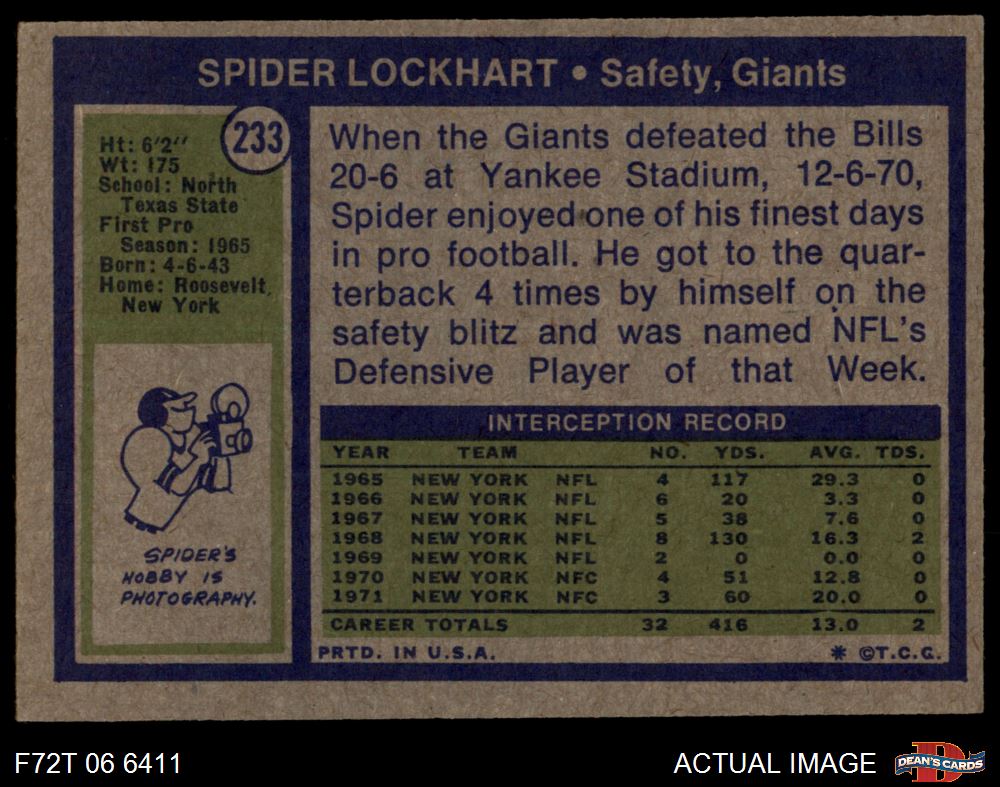 SPIDER LOCKHART • Safety, Giants
233
Ht: 6'2"
Wt: 175
School: North
Texas State
First Pro
Season: 1965
Born: 4-6-43
Home: Roosevelt,
New York
SPIDER'S
HOBBY IS
PHOTOGRAPHY.
When the Giants defeated the Bills
20-6 at Yankee Stadium, 12-6-70,
Spider enjoyed one of his finest days
in pro football. He got to the quar-
terback 4 times by himself on the
safety blitz and was named NFL's
Defensive Player of that Week.
INTERCEPTION RECORD
YEAR TEAM NO. YDS. AVG. TDS.
1965 NEW YORK NFL 4 117 29.3 0
1966 NEW YORK NFL 6 20 3.3 0
1967 NEW YORK NFL 5 38 7.6 0
1968 NEW YORK NFL 8 130 16.3 2
1969 NEW YORK NFL 2 0 0.0 0
1970 NEW YORK NFC 4 51 12.8 0
1971 NEW YORK NFC 3 60 20.0 0
CAREER TOTALS 32 416 13.0 2
PRTD. IN U.S.A. * ©T.C.G.
F72T 06 6411 ACTUAL IMAGE DEAN'S CARDS